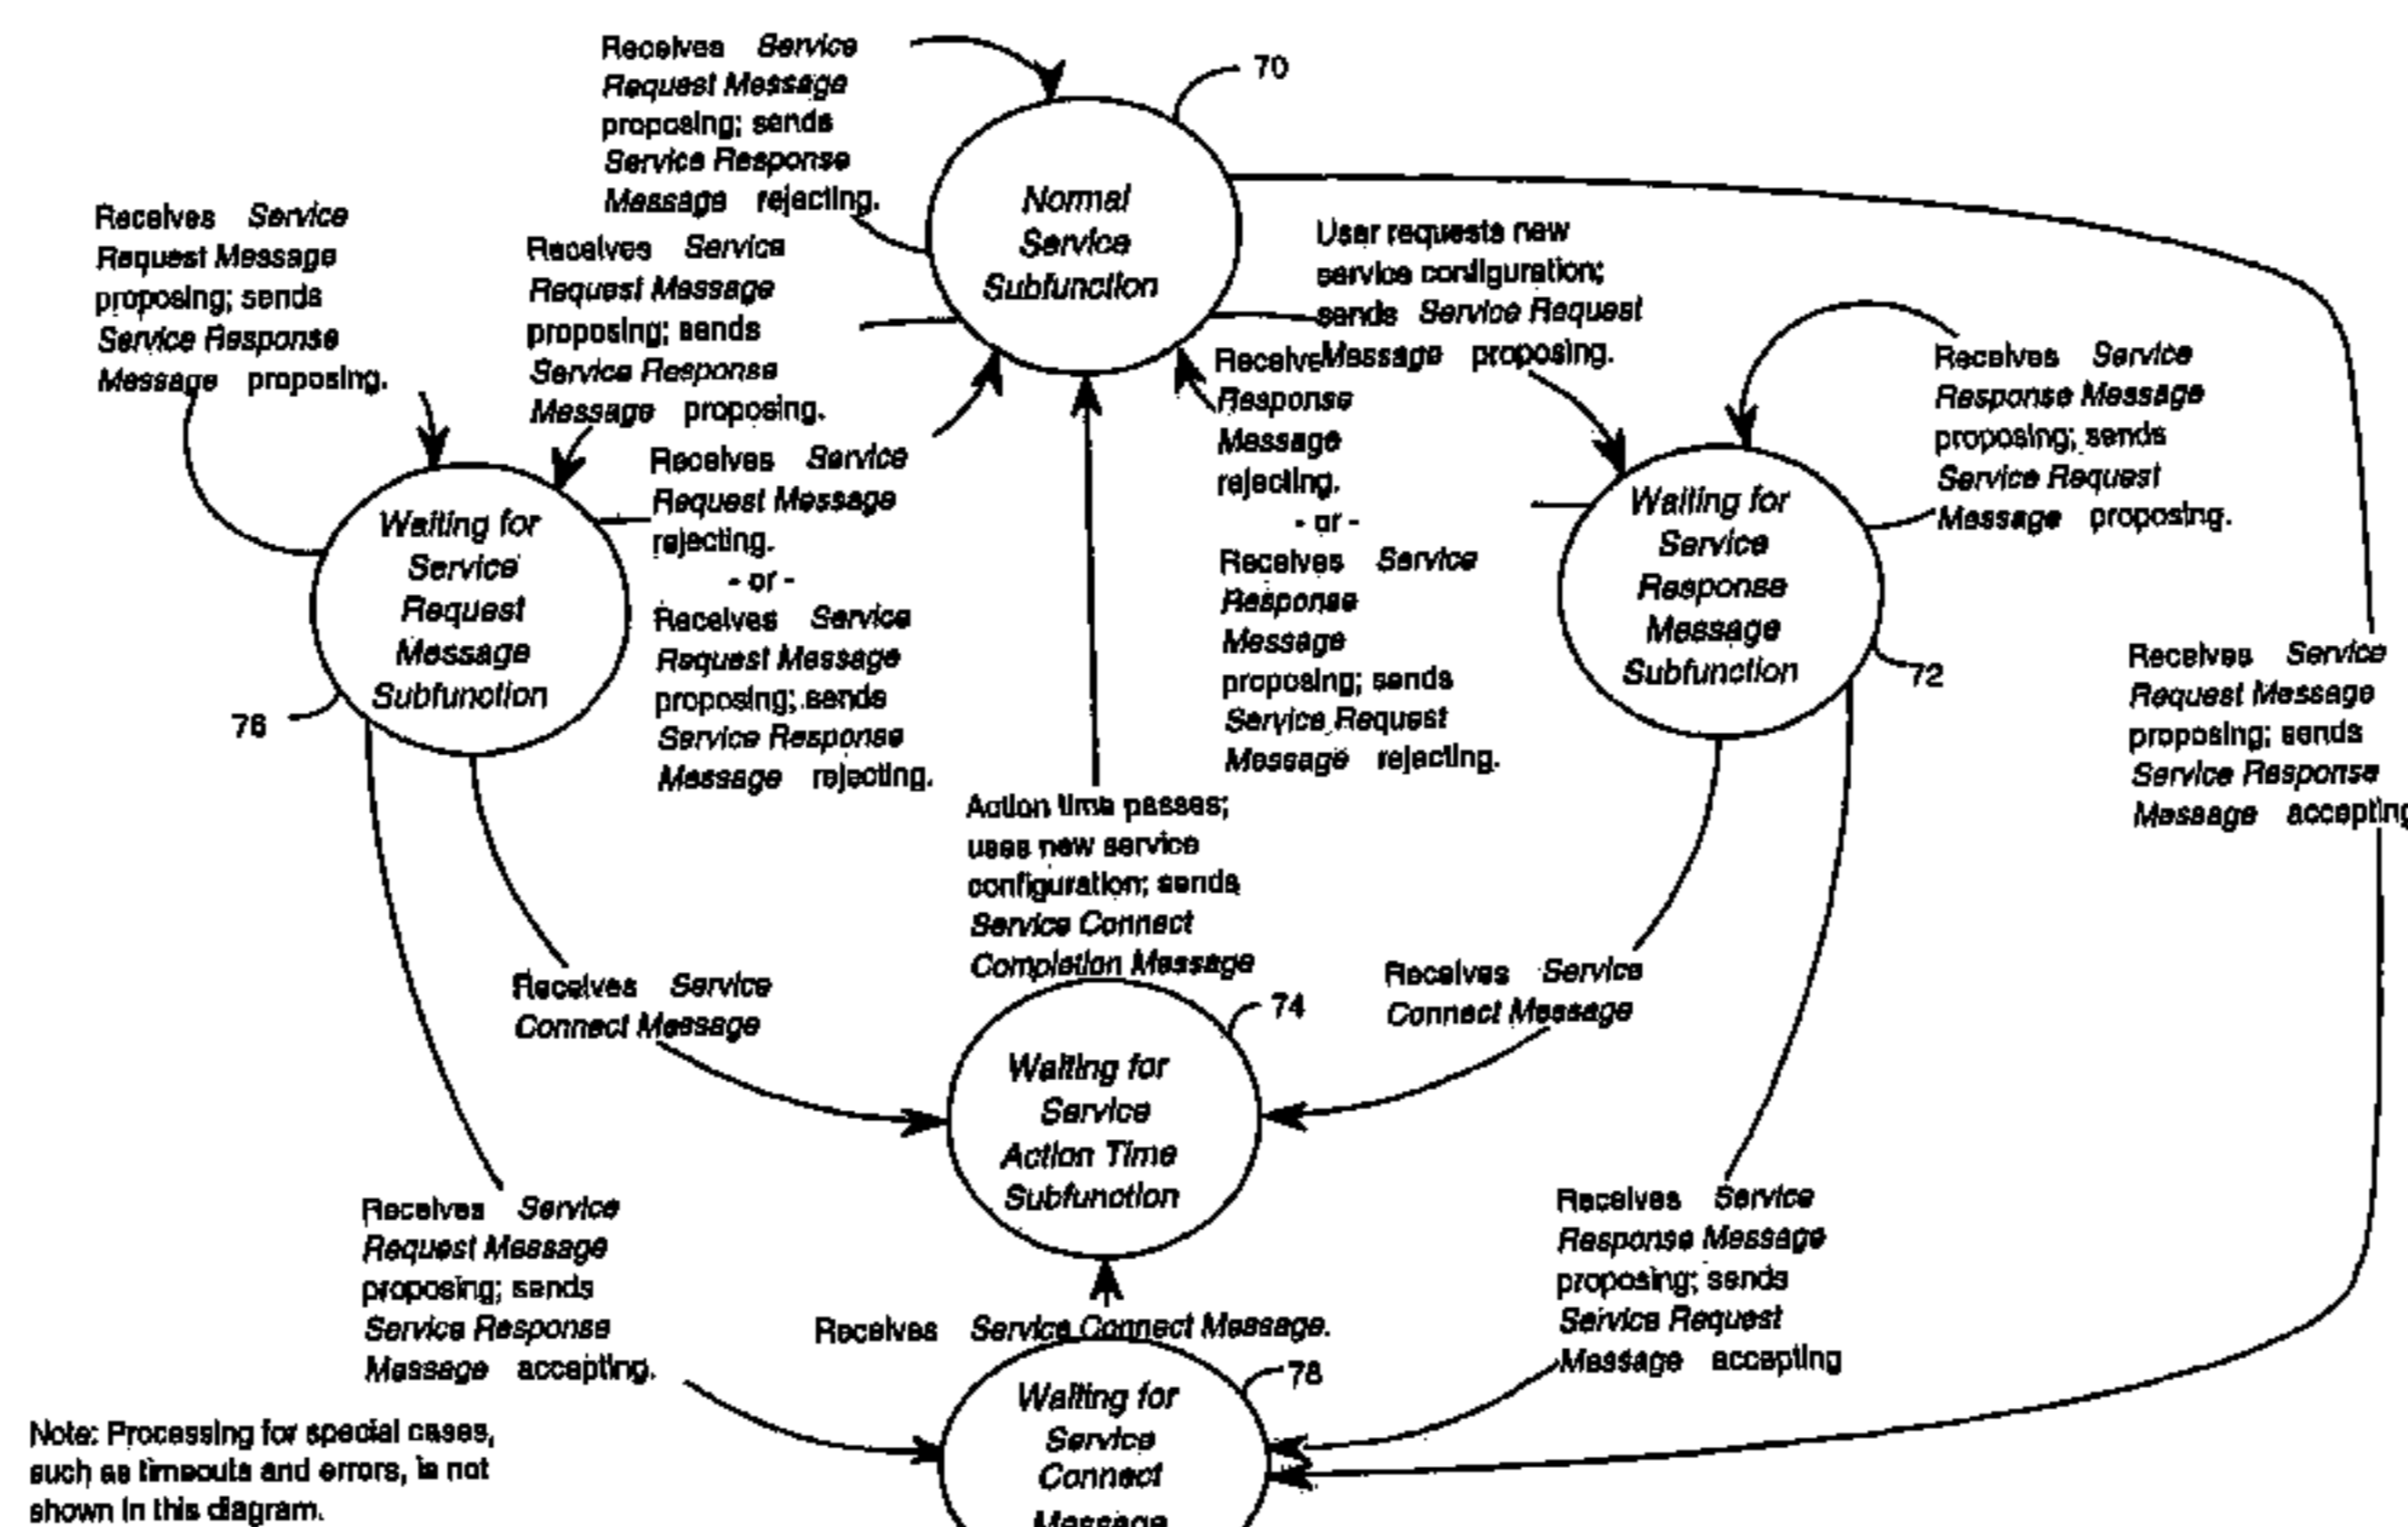 Receives Service
Request Message
proposing; sends
Service Response
Message rejecting.
70
Normal
Service
Subfunction
Receives Service
Request Message
proposing; sends
Service Response
Message proposing.
Receives Service
Request Message
proposing; sends
Service Response
Message proposing.
User requests new
service configuration;
sends Service Request
Message proposing.
Receives Service
Response Message
proposing; sends
Service Request
Message proposing.
Receives Service
Request Message
rejecting.
- or -
Receives Service
Request Message
proposing; sends
Service Response
Message rejecting.
Receive
Response
Message
rejecting.
- or -
Receives Service
Response
Message
proposing; sends
Service Request
Message rejecting.
Waiting for
Service
Request
Message
Subfunction
76
Waiting for
Service
Response
Message
Subfunction
72
Receives Service
Request Message
proposing; sends
Service Response
Message accepting
Action time passes;
uses new service
configuration; sends
Service Connect
Completion Message
Receives Service
Connect Message
Receives Service
Connect Message
74
Waiting for
Service
Action Time
Subfunction
Receives Service
Request Message
proposing; sends
Service Response
Message accepting.
Receives Service
Response Message
proposing; sends
Service Request
Message accepting
Receives Service Connect Message.
78
Waiting for
Service
Connect
Message
Note: Processing for special cases,
such as timeouts and errors, is not
shown in this diagram.